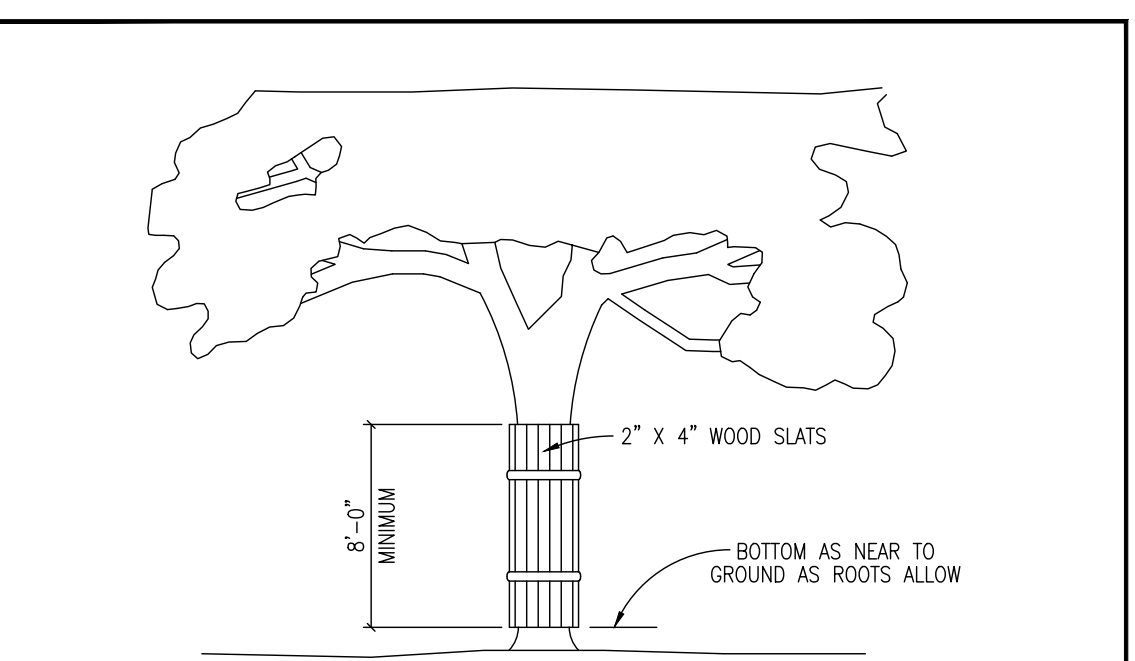 2” X 4” WOOD SLATS
8’-0”
MINIMUM
BOTTOM AS NEAR TO
GROUND AS ROOTS ALLOW